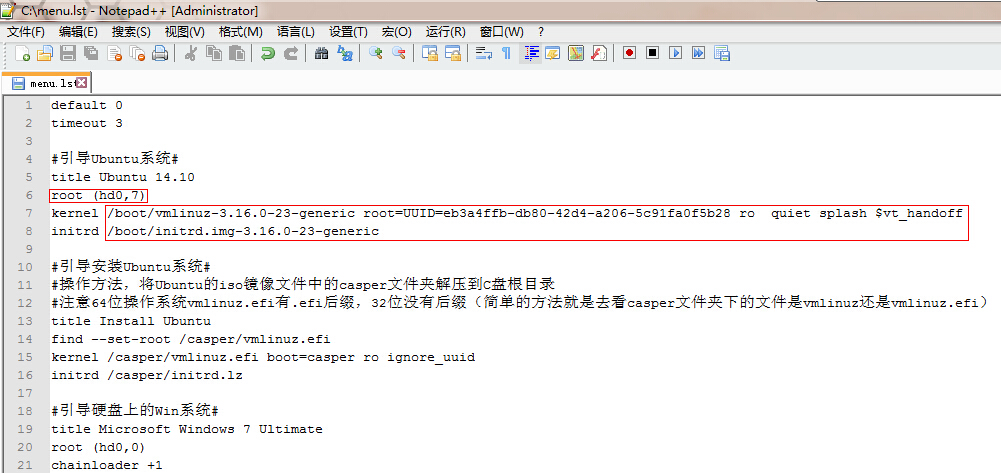 C:\menu.lst - Notepad++ [Administrator]
文件(F) 编辑(E) 搜索(S) 视图(V) 格式(M) 语言(L) 设置(T) 宏(O) 运行(R) 窗口(W) ?
menu.lst
1 default 0
2 timeout 3
3
4 #引导Ubuntu系统#
5 title Ubuntu 14.10
6 root (hd0,7)
7 kernel /boot/vmlinuz-3.16.0-23-generic root=UUID=eb3a4ffb-db80-42d4-a206-5c91fa0f5b28 ro  quiet splash $vt_handoff
8 initrd /boot/initrd.img-3.16.0-23-generic
9
10 #引导安装Ubuntu系统#
11 #操作方法，将Ubuntu的iso镜像文件中的casper文件夹解压到C盘根目录
12 #注意64位操作系统vmlinuz.efi有.efi后缀，32位没有后缀（简单的方法就是去看casper文件夹下的文件是vmlinuz还是vmlinuz.efi）
13 title Install Ubuntu
14 find --set-root /casper/vmlinuz.efi
15 kernel /casper/vmlinuz.efi boot=casper ro ignore_uuid
16 initrd /casper/initrd.lz
17
18 #引导硬盘上的Win系统#
19 title Microsoft Windows 7 Ultimate
20 root (hd0,0)
21 chainloader +1